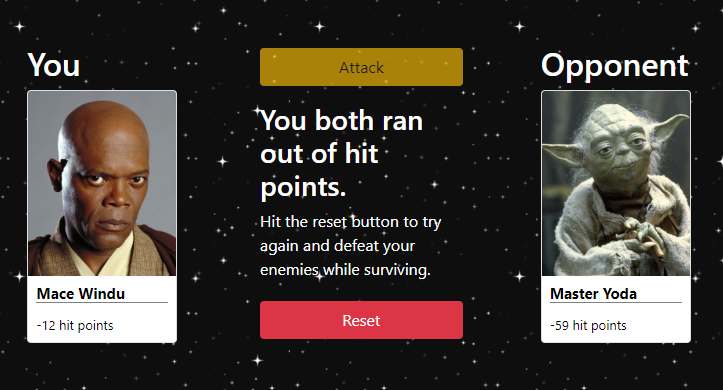 You
Attack
Opponent
You both ran
out of hit
points.
Hit the reset button to try
again and defeat your
enemies while surviving.
Reset
Mace Windu
-12 hit points
Master Yoda
-59 hit points